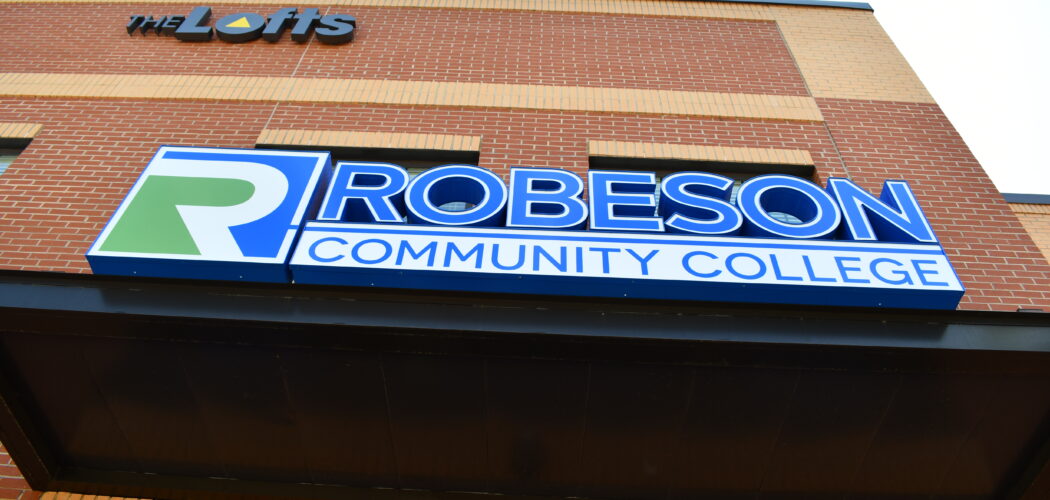 THE Lofts
R ROBESON
COMMUNITY COLLEGE